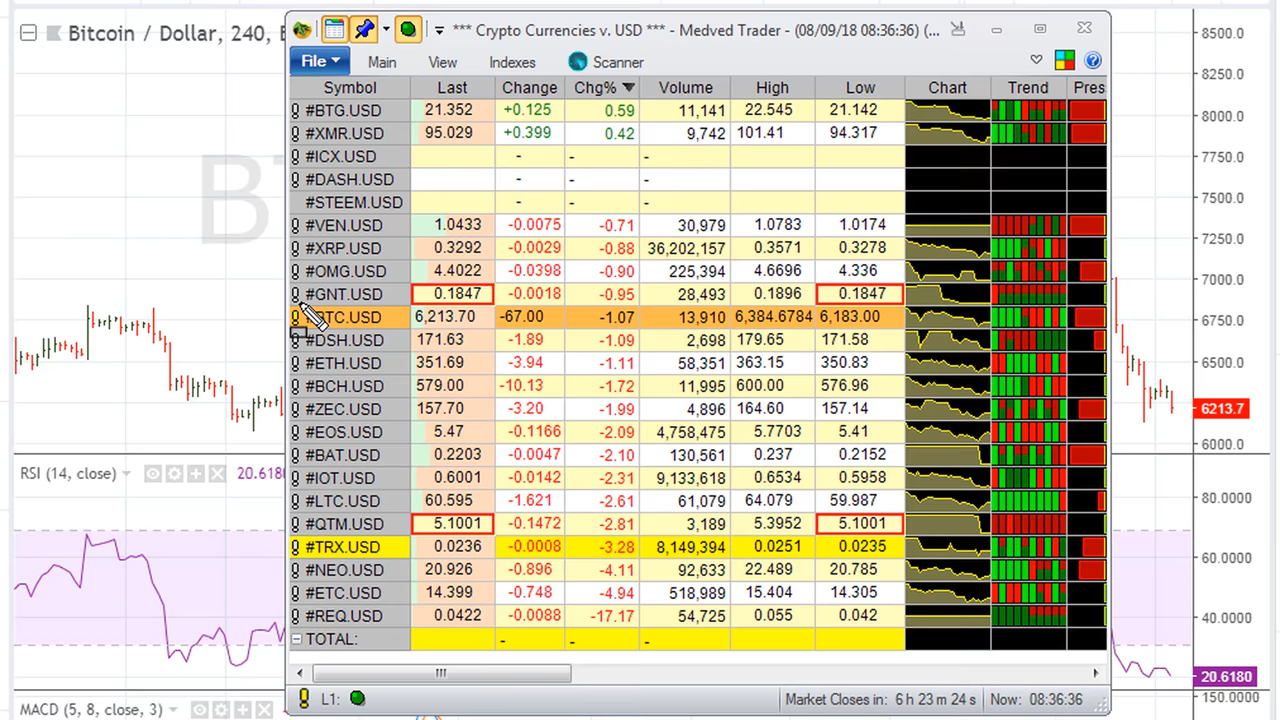 Bitcoin / Dollar, 240,
*** Crypto Currencies v. USD *** - Medved Trader - (08/09/18 08:36:36) (...
File Main View Indexes Scanner
Symbol Last Change Chg% Volume High Low Chart Trend Pres
#BTG.USD 21.352 +0.125 0.59 11,141 22.545 21.142
#XMR.USD 95.029 +0.399 0.42 9,742 101.41 94.317
#ICX.USD - - -
#DASH.USD - - -
#STEEM.USD - - -
#VEN.USD 1.0433 -0.0075 -0.71 30,979 1.0783 1.0174
#XRP.USD 0.3292 -0.0029 -0.88 36,202,157 0.3571 0.3278
#OMG.USD 4.4022 -0.0398 -0.90 225,394 4.6696 4.336
#GNT.USD 0.1847 -0.0018 -0.95 28,493 0.1896 0.1847
BTC.USD 6,213.70 -67.00 -1.07 13,910 6,384.6784 6,183.00
#DSH.USD 171.63 -1.89 -1.09 2,698 179.65 171.58
#ETH.USD 351.69 -3.94 -1.11 58,351 363.15 350.83
#BCH.USD 579.00 -10.13 -1.72 11,995 600.00 576.96
#ZEC.USD 157.70 -3.20 -1.99 4,896 164.60 157.14
#EOS.USD 5.47 -0.1166 -2.09 4,758,475 5.7703 5.41
#BAT.USD 0.2203 -0.0047 -2.10 130,561 0.237 0.2152
#IOT.USD 0.6001 -0.0142 -2.31 9,133,618 0.6534 0.5958
#LTC.USD 60.595 -1.621 -2.61 61,079 64.079 59.987
#QTM.USD 5.1001 -0.1472 -2.81 3,189 5.3952 5.1001
#TRX.USD 0.0236 -0.0008 -3.28 8,149,394 0.0251 0.0235
#NEO.USD 20.926 -0.896 -4.11 92,633 22.489 20.785
#ETC.USD 14.399 -0.748 -4.94 518,989 15.404 14.305
#REQ.USD 0.0422 -0.0088 -17.17 54,725 0.055 0.042
TOTAL: - - -
L1: Market Closes in: 6 h 23 m 24 s Now: 08:36:36
8500.0
8250.0
8000.0
7750.0
7500.0
7250.0
7000.0
6750.0
6500.0
6213.7
6000.0
RSI (14, close) 20.6180
80.0000
60.0000
40.0000
20.6180
MACD (5, 8, close, 3)
150.0000